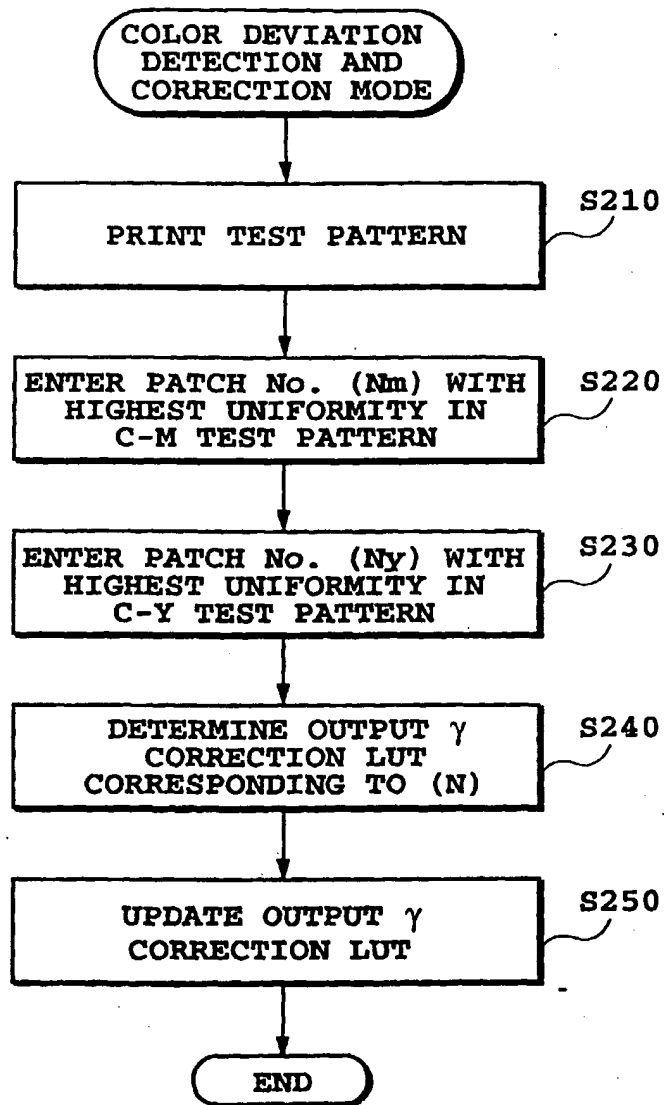 COLOR DEVIATION
DETECTION AND
CORRECTION MODE
S210
PRINT TEST PATTERN
S220
ENTER PATCH No. (Nm) WITH
HIGHEST UNIFORMITY IN
C-M TEST PATTERN
S230
ENTER PATCH No. (Ny) WITH
HIGHEST UNIFORMITY IN
C-Y TEST PATTERN
S240
DETERMINE OUTPUT γ
CORRECTION LUT
CORRESPONDING TO (N)
S250
UPDATE OUTPUT γ
CORRECTION LUT
END